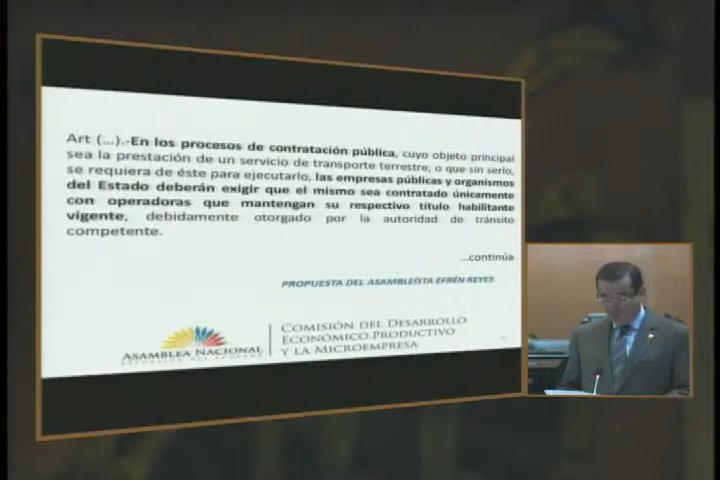 Art (...).-En los procesos de contratación pública, cuyo objeto principal
sea la prestación de un servicio de transporte terrestre, o que sin serlo,
se requiera de éste para ejecutarlo, las empresas públicas y organismos
del Estado deberán exigir que el mismo sea contratado únicamente
con operadoras que mantengan su respectivo título habilitante
vigente, debidamente otorgado por la autoridad de tránsito
competente.
...continúa
PROPUESTA DEL ASAMBLEÍSTA EFRÉN REYES
ASAMBLEA NACIONAL
REPÚBLICA DEL ECUADOR
COMISIÓN DEL DESARROLLO
ECONÓMICO, PRODUCTIVO
Y LA MICROEMPRESA